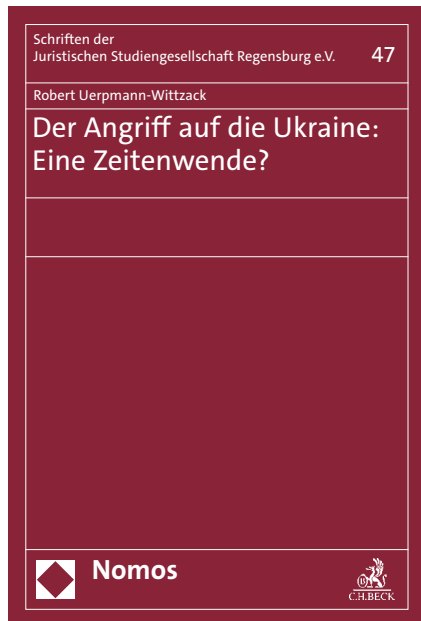 Schriften der
Juristischen Studiengesellschaft Regensburg e.V. 47
Robert Uerpmann-Wittzack
Der Angriff auf die Ukraine:
Eine Zeitenwende?
Nomos
C.H.BECK